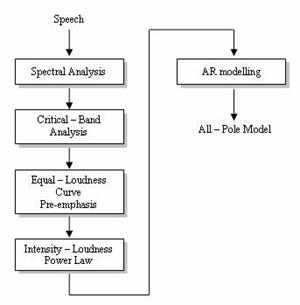 Speech
Spectral Analysis
Critical – Band
Analysis
Equal – Loudness
Curve
Pre-emphasis
Intensity – Loudness
Power Law
AR modelling
All – Pole Model